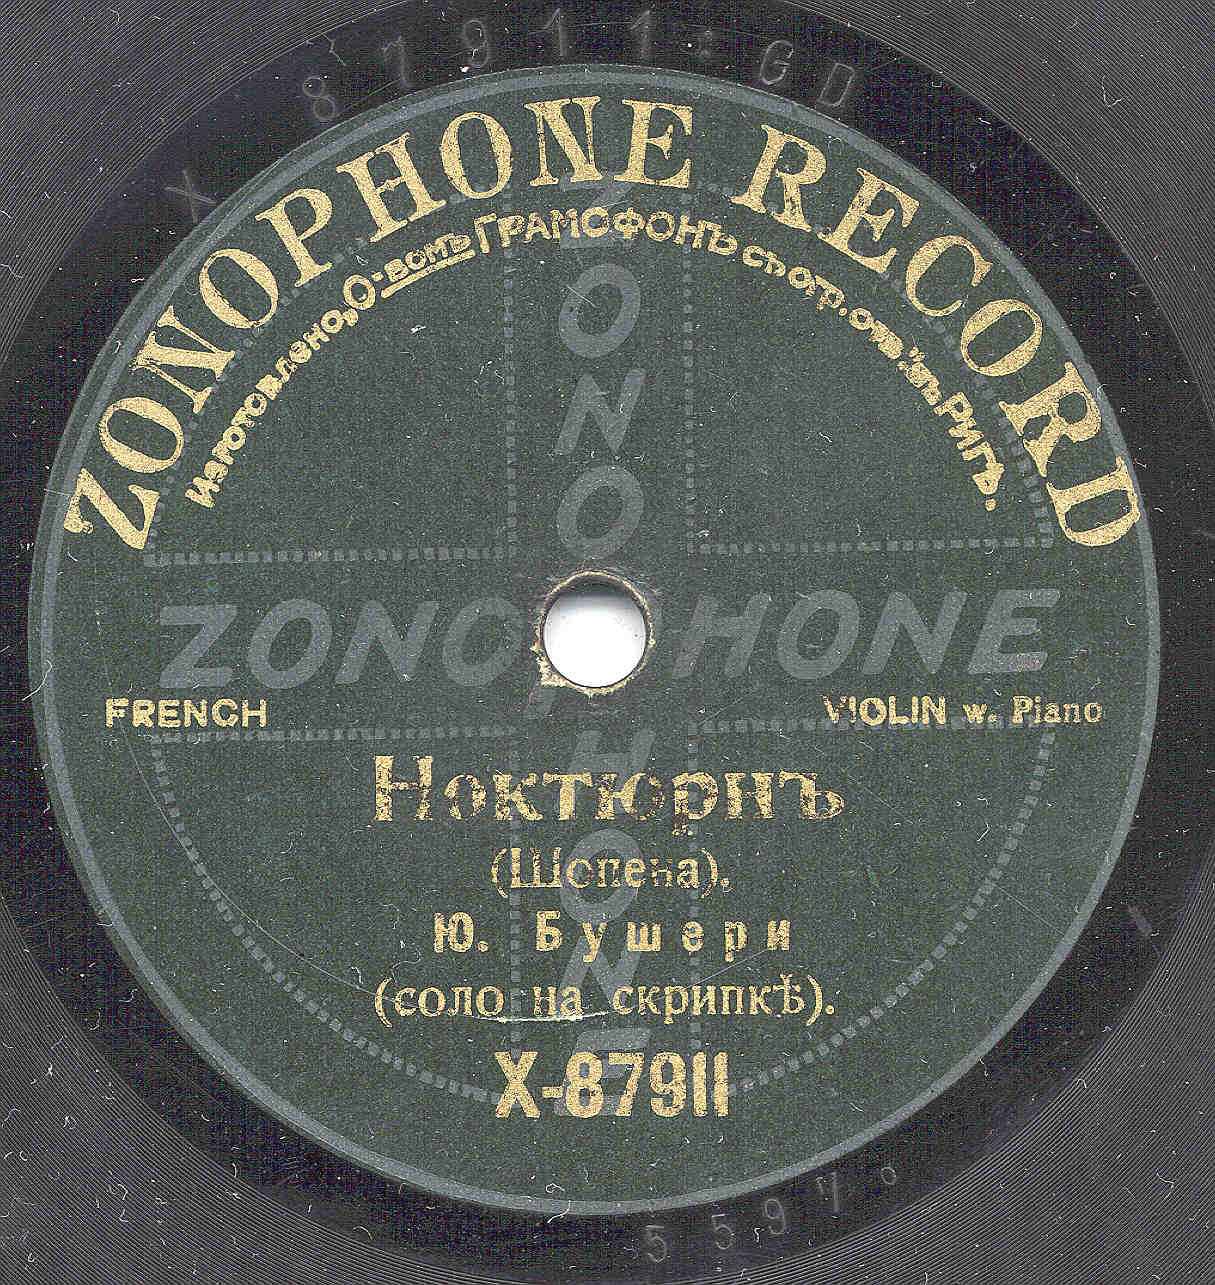 X 87911: GD
ZONOPHONE RECORD
Изготовлено, О-вомъ ГРАМОФОНЪ съ огр. отв. въ Ригѣ.
ZONOPHONE
ZONOPHONE
FRENCH
VIOLIN w. Piano
Ноктюрнъ
(Шопена).
Ю. Бушери
(соло на скрипкѣ).
X-87911
5597°